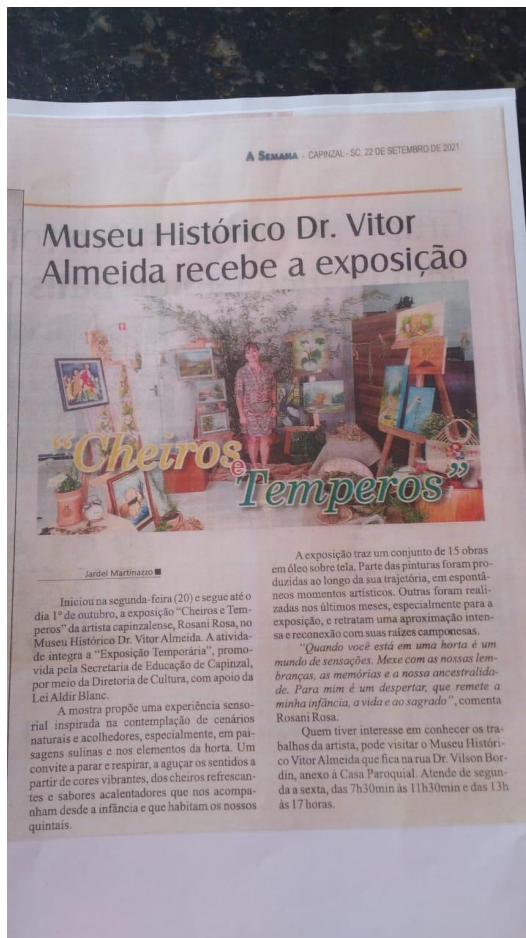 A SEMANA - CAPINZAL - SC, 22 DE SETEMBRO DE 2021
Museu Histórico Dr. Vitor
Almeida recebe a exposição
"Cheiros
e
Temperos"
Jardel Martinazzo
Iniciou na segunda-feira (20) e segue até o
dia 1º de outubro, a exposição "Cheiros e Tem-
peros" da artista capinzalense, Rosani Rosa, no
Museu Histórico Dr. Vitor Almeida. A ativida-
de integra a "Exposição Temporária", promo-
vida pela Secretaria de Educação de Capinzal,
por meio da Diretoria de Cultura, com apoio da
Lei Aldir Blanc.
A mostra propõe uma experiência senso-
rial inspirada na contemplação de cenários
naturais e acolhedores, especialmente, em pai-
sagens sulinas e nos elementos da horta. Um
convite a parar e respirar, a aguçar os sentidos a
partir de cores vibrantes, dos cheiros refrescan-
tes e sabores acalentadores que nos acompa-
nham desde a infância e que habitam os nossos
quintais.
A exposição traz um conjunto de 15 obras
em óleo sobre tela. Parte das pinturas foram pro-
duzidas ao longo da sua trajetória, em espontâ-
neos momentos artísticos. Outras foram reali-
zadas nos últimos meses, especialmente para a
exposição, e retratam uma aproximação inten-
sa e reconexão com suas raízes camponesas.
"Quando você está em uma horta é um
mundo de sensações. Mexe com as nossas lem-
branças, as memórias e a nossa ancestralida-
de. Para mim é um despertar, que remete a
minha infância, a vida e ao sagrado", comenta
Rosani Rosa.
Quem tiver interesse em conhecer os tra-
balhos da artista, pode visitar o Museu Históri-
co Vitor Almeida que fica na rua Dr. Vilson Bor-
din, anexo à Casa Paroquial. Atende de segun-
da a sexta, das 7h30min às 11h30min e das 13h
às 17 horas.